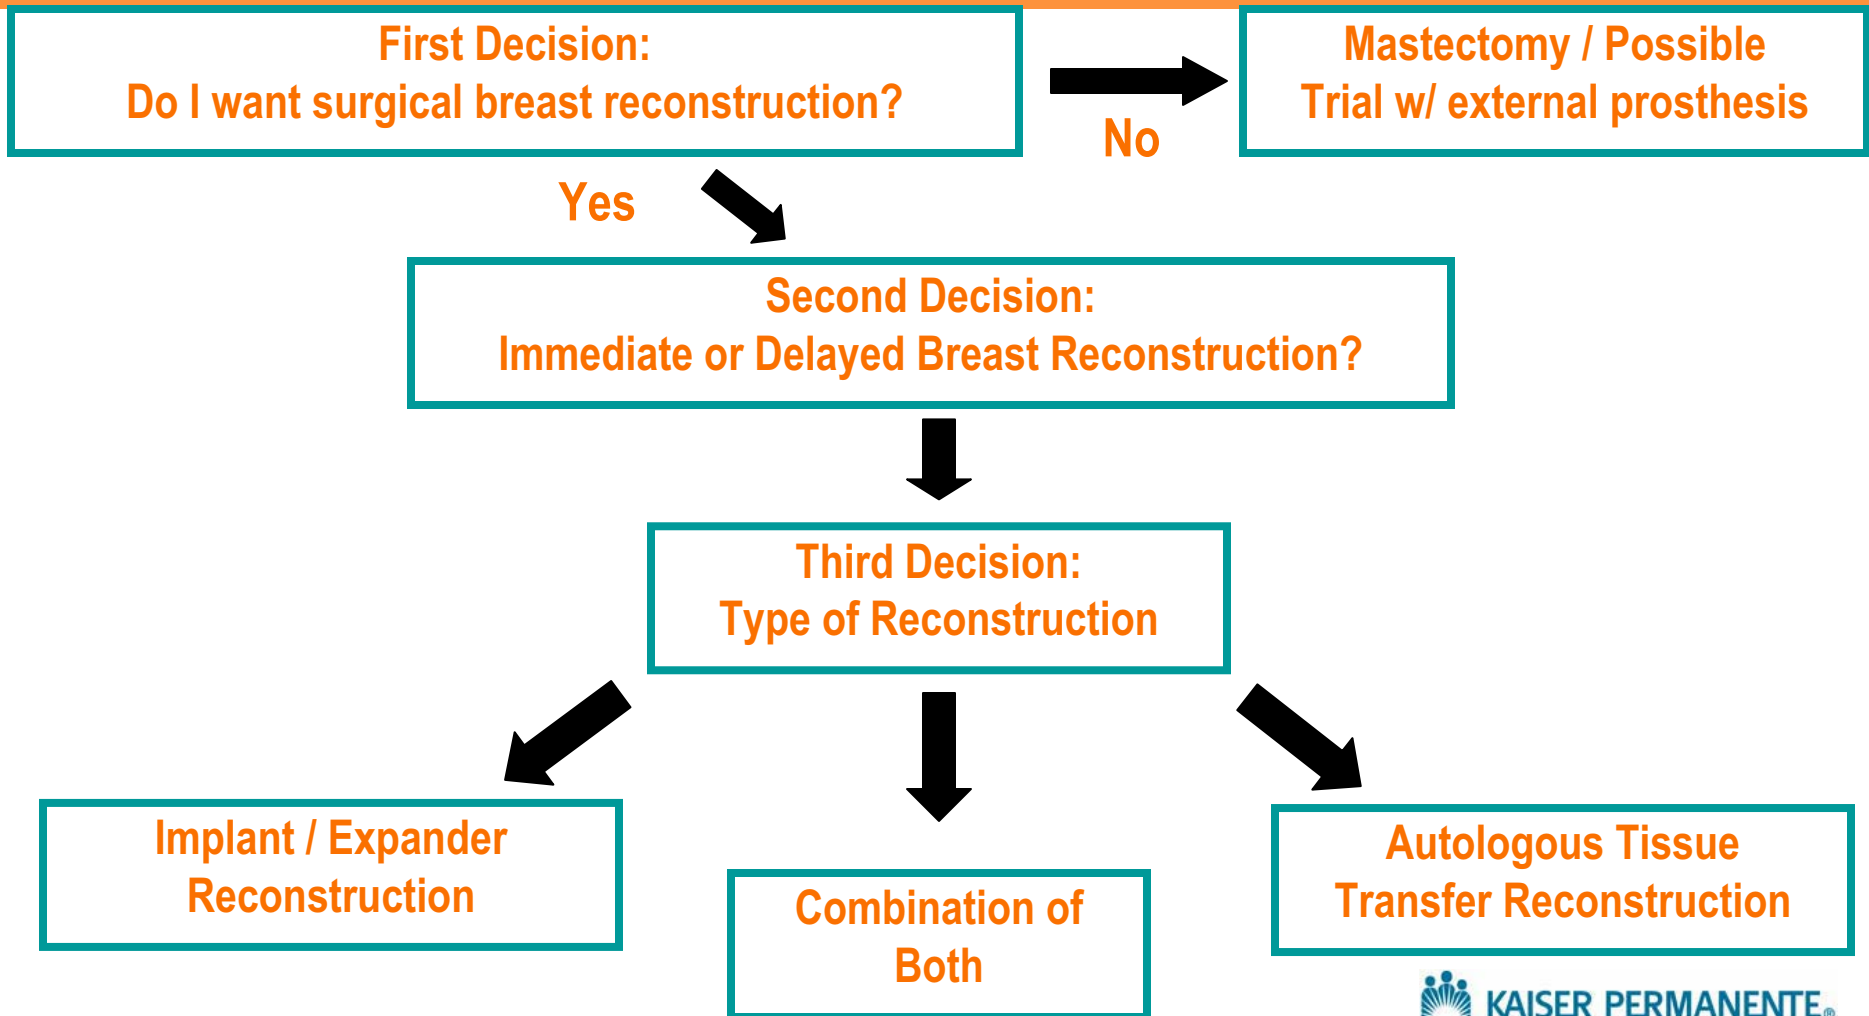 First Decision:
Do I want surgical breast reconstruction?
No
Mastectomy / Possible
Trial w/ external prosthesis
Yes
Second Decision:
Immediate or Delayed Breast Reconstruction?
Third Decision:
Type of Reconstruction
Implant / Expander
Reconstruction
Combination of
Both
Autologous Tissue
Transfer Reconstruction
KAISER PERMANENTE®